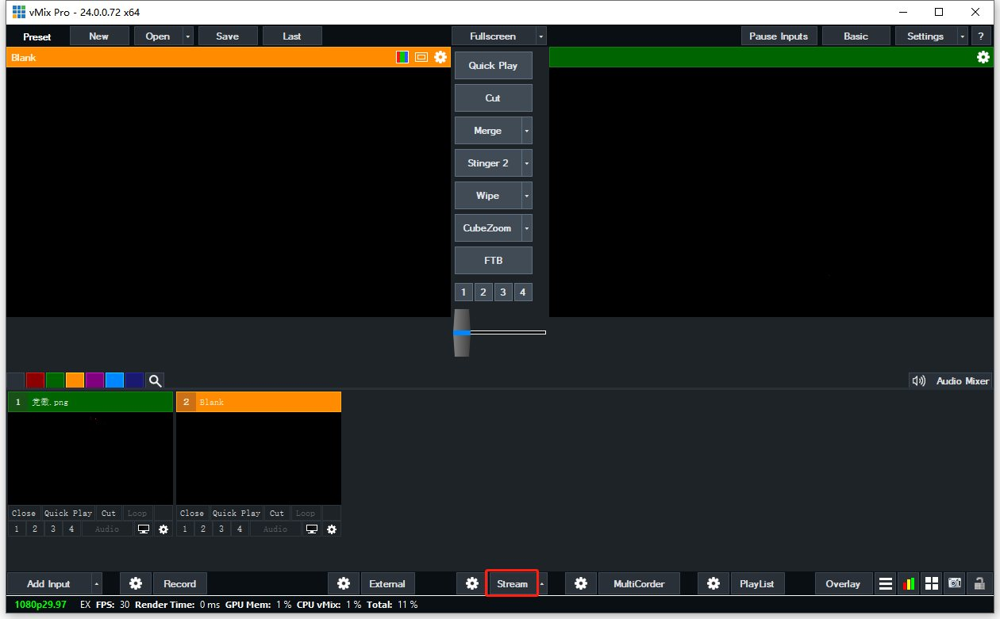 vMix Pro - 24.0.0.72 x64
Preset New Open Save Last Fullscreen Pause Inputs Basic Settings ?
Blank
Quick Play
Cut
Merge
Stinger 2
Wipe
CubeZoom
FTB
1 2 3 4
Audio Mixer
1 党徽.png 2 Blank
Close Quick Play Cut Loop Close Quick Play Cut Loop
1 2 3 4 Audio 1 2 3 4 Audio
Add Input Record External Stream MultiCorder PlayList Overlay
1080p29.97 EX FPS: 30 Render Time: 0 ms GPU Mem: 1 % CPU vMix: 1 % Total: 11 %